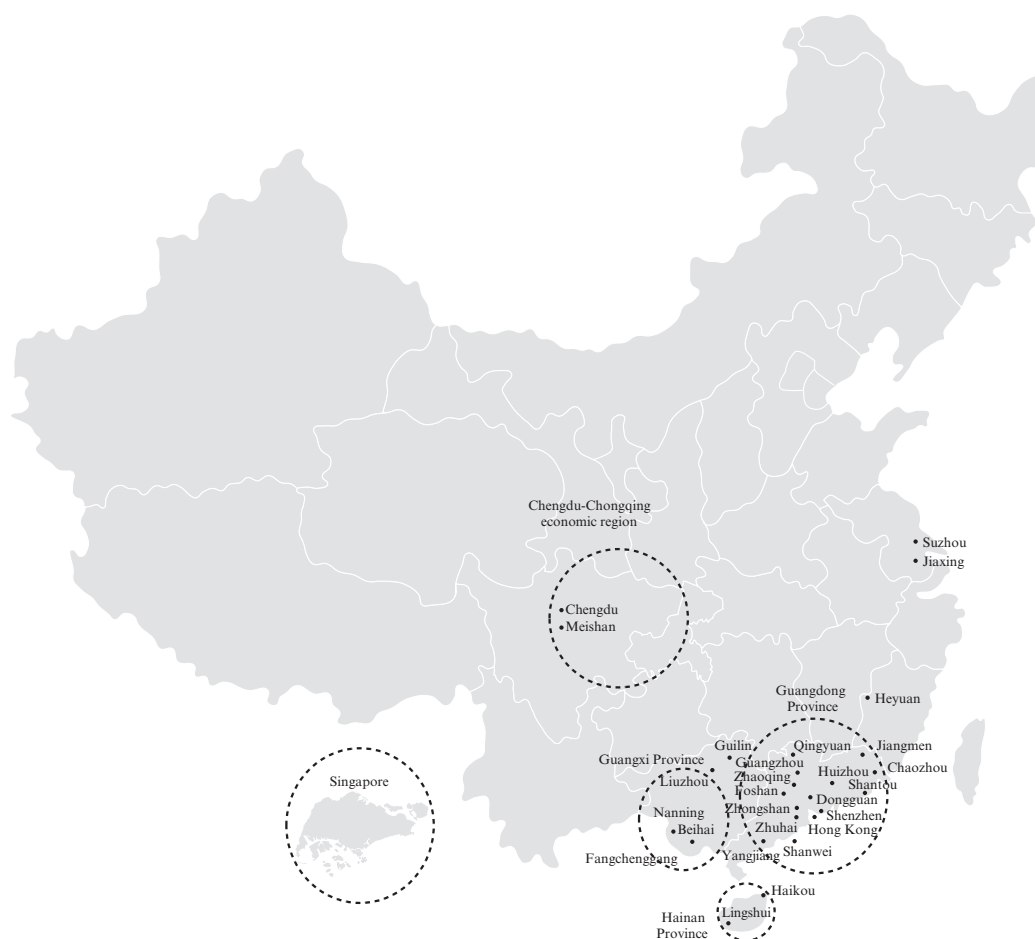 Chengdu-Chongqing
economic region
Suzhou
Jiaxing
Chengdu
Meishan
Guangdong
Province
Heyuan
Guilin
Qingyuan
Jiangmen
Guangxi Province
Guangzhou
Chaozhou
Zhaoqing
Huizhou
Liuzhou
Shantou
Foshan
Singapore
Dongguan
Nanning
Zhongshan
Shenzhen
Beihai
Zhuhai
Hong Kong
Fangchenggang
Yangjiang
Shanwei
Haikou
Lingshui
Hainan
Province